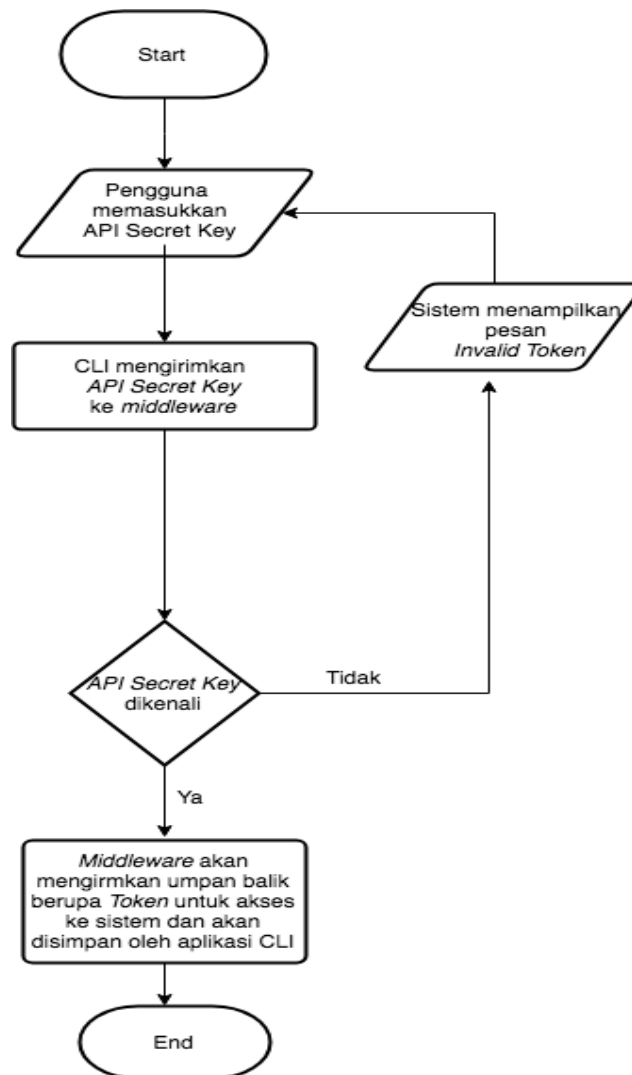 Start
Pengguna
memasukkan
API Secret Key
Sistem menampilkan
pesan
Invalid Token
CLI mengirimkan
API Secret Key
ke middleware
API Secret Key
dikenali
Tidak
Ya
Middleware akan
mengirmkan umpan balik
berupa Token untuk akses
ke sistem dan akan
disimpan oleh aplikasi CLI
End